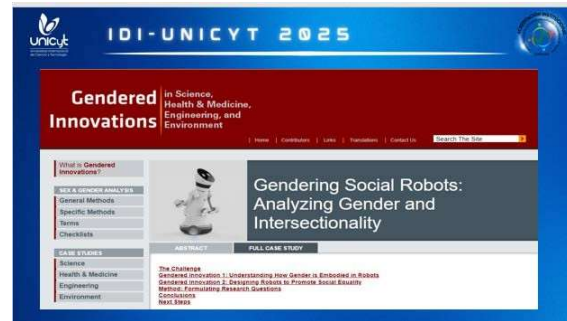 unicyt
IDI-UNICYT 2025
Gendered
Innovations
in Science,
Health & Medicine,
Engineering, and
Environment
| Home | Contributors | Links | Translations | Contact Us
Search The Site
What is Gendered
Innovations?
SEX & GENDER ANALYSIS
General Methods
Specific Methods
Terms
Checklists
CASE STUDIES
Science
Health & Medicine
Engineering
Environment
Gendering Social Robots:
Analyzing Gender and
Intersectionality
ABSTRACT
FULL CASE STUDY
The Challenge
Gendered Innovation 1: Understanding How Gender is Embodied in Robots
Gendered Innovation 2: Designing Robots to Promote Social Equality
Method: Formulating Research Questions
Conclusions
Next Steps